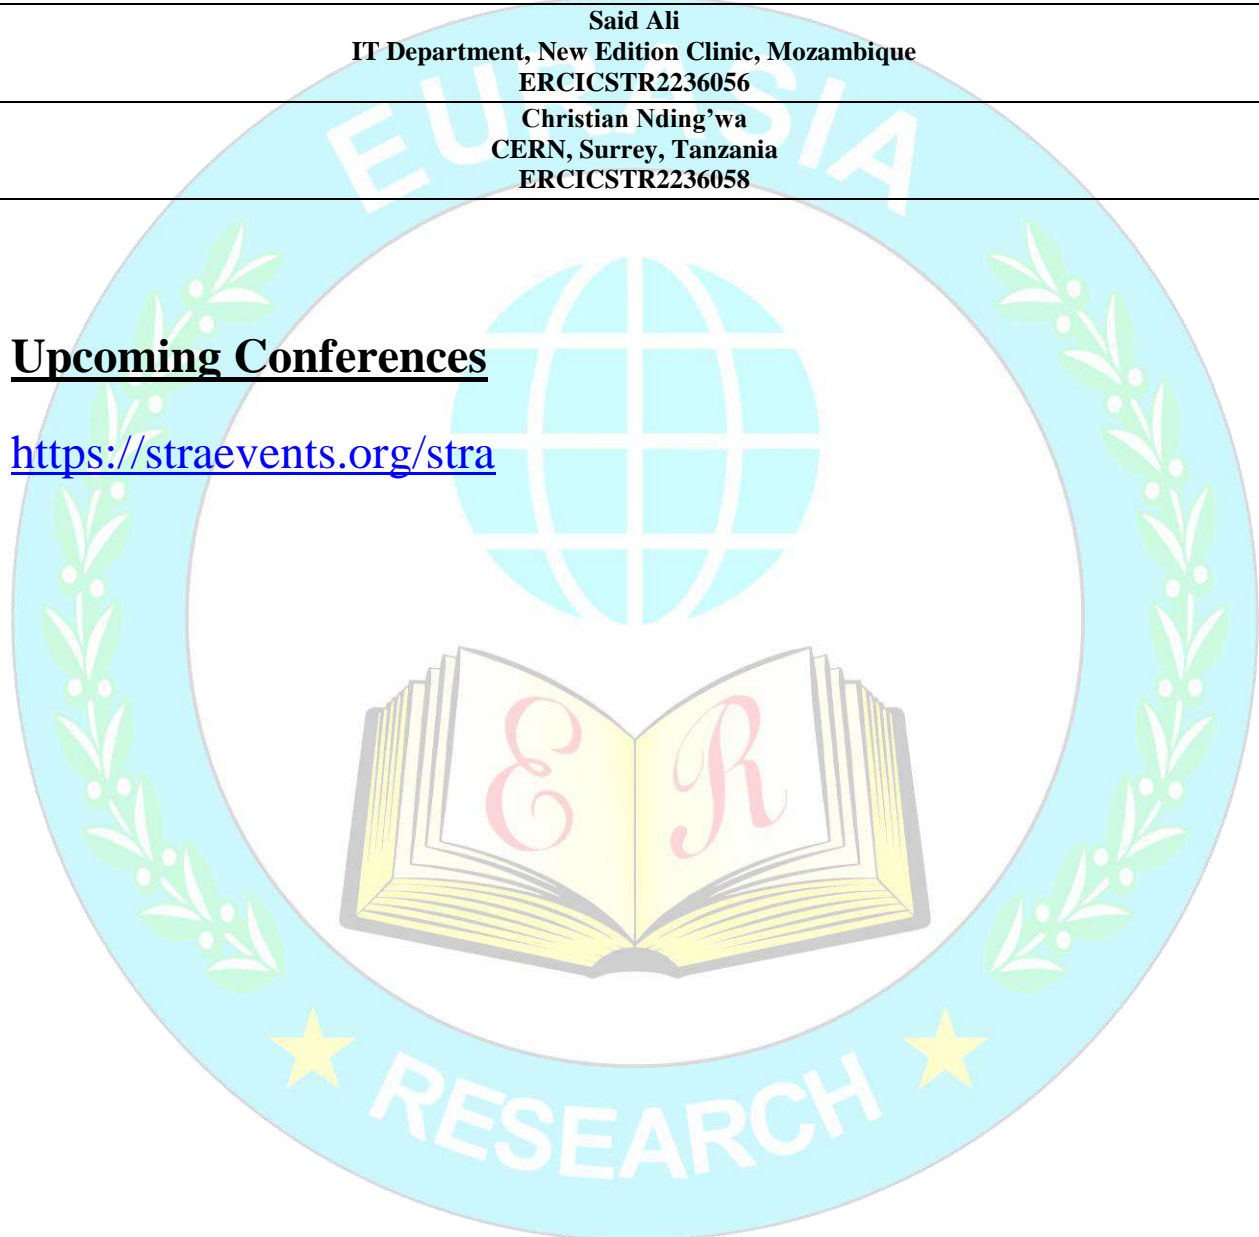 Said Ali
IT Department, New Edition Clinic, Mozambique
ERCICSTR2236056
Christian Nding’wa
CERN, Surrey, Tanzania
ERCICSTR2236058
EURASIA
Upcoming Conferences
https://straevents.org/stra
E R
RESEARCH